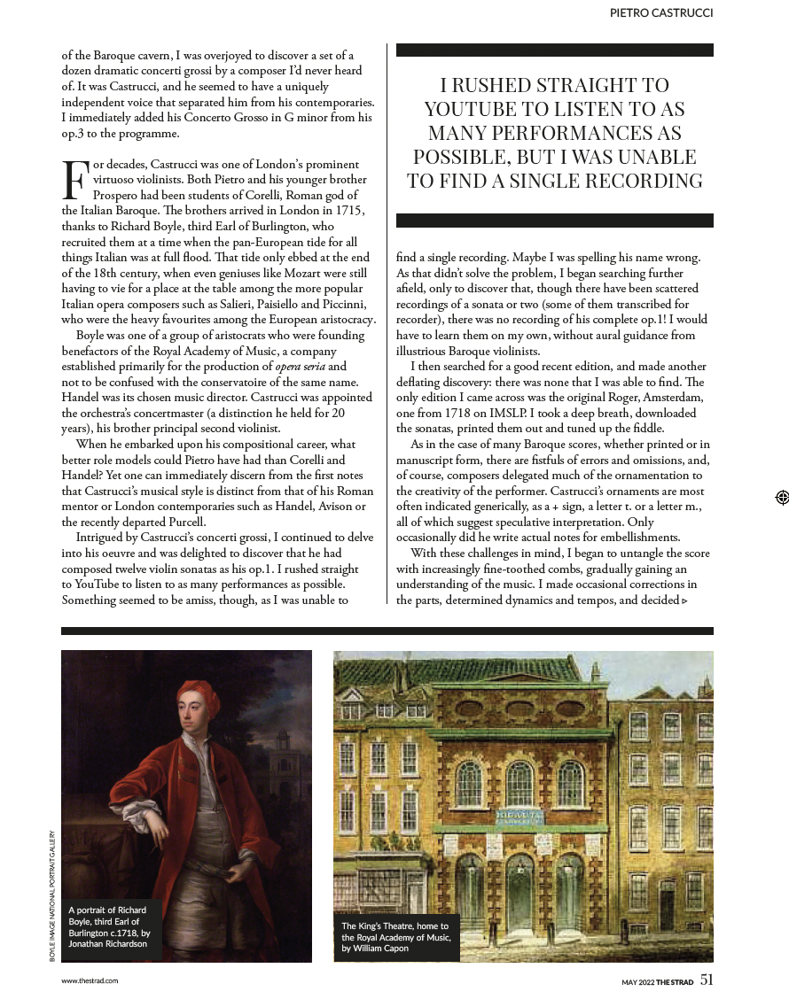 PIETRO CASTRUCCI
of the Baroque cavern, I was overjoyed to discover a set of a
dozen dramatic concerti grossi by a composer I'd never heard
of. It was Castrucci, and he seemed to have a uniquely
independent voice that separated him from his contemporaries.
I immediately added his Concerto Grosso in G minor from his
op.3 to the programme.
For decades, Castrucci was one of London's prominent
virtuoso violinists. Both Pietro and his younger brother
Prospero had been students of Corelli, Roman god of
the Italian Baroque. The brothers arrived in London in 1715,
thanks to Richard Boyle, third Earl of Burlington, who
recruited them at a time when the pan-European tide for all
things Italian was at full flood. That tide only ebbed at the end
of the 18th century, when even geniuses like Mozart were still
having to vie for a place at the table among the more popular
Italian opera composers such as Salieri, Paisiello and Piccinni,
who were the heavy favourites among the European aristocracy.
Boyle was one of a group of aristocrats who were founding
benefactors of the Royal Academy of Music, a company
established primarily for the production of opera seria and
not to be confused with the conservatoire of the same name.
Handel was its chosen music director. Castrucci was appointed
the orchestra's concertmaster (a distinction he held for 20
years), his brother principal second violinist.
When he embarked upon his compositional career, what
better role models could Pietro have had than Corelli and
Handel? Yet one can immediately discern from the first notes
that Castrucci's musical style is distinct from that of his Roman
mentor or London contemporaries such as Handel, Avison or
the recently departed Purcell.
Intrigued by Castrucci's concerti grossi, I continued to delve
into his oeuvre and was delighted to discover that he had
composed twelve violin sonatas as his op.1. I rushed straight
to YouTube to listen to as many performances as possible.
Something seemed to be amiss, though, as I was unable to
I RUSHED STRAIGHT TO
YOUTUBE TO LISTEN TO AS
MANY PERFORMANCES AS
POSSIBLE, BUT I WAS UNABLE
TO FIND A SINGLE RECORDING
find a single recording. Maybe I was spelling his name wrong.
As that didn't solve the problem, I began searching further
afield, only to discover that, though there have been scattered
recordings of a sonata or two (some of them transcribed for
recorder), there was no recording of his complete op.1! I would
have to learn them on my own, without aural guidance from
illustrious Baroque violinists.
I then searched for a good recent edition, and made another
deflating discovery: there was none that I was able to find. The
only edition I came across was the original Roger, Amsterdam,
one from 1718 on IMSLP. I took a deep breath, downloaded
the sonatas, printed them out and tuned up the fiddle.
As in the case of many Baroque scores, whether printed or in
manuscript form, there are fistfuls of errors and omissions, and,
of course, composers delegated much of the ornamentation to
the creativity of the performer. Castrucci's ornaments are most
often indicated generically, as a + sign, a letter t. or a letter m.,
all of which suggest speculative interpretation. Only
occasionally did he write actual notes for embellishments.
With these challenges in mind, I began to untangle the score
with increasingly fine-toothed combs, gradually gaining an
understanding of the music. I made occasional corrections in
the parts, determined dynamics and tempos, and decided ▹
BOYLE IMAGE NATIONAL PORTRAIT GALLERY
A portrait of Richard
Boyle, third Earl of
Burlington c.1718, by
Jonathan Richardson
The King's Theatre, home to
the Royal Academy of Music,
by William Capon
www.thestrad.com
MAY 2022 THE STRAD 51